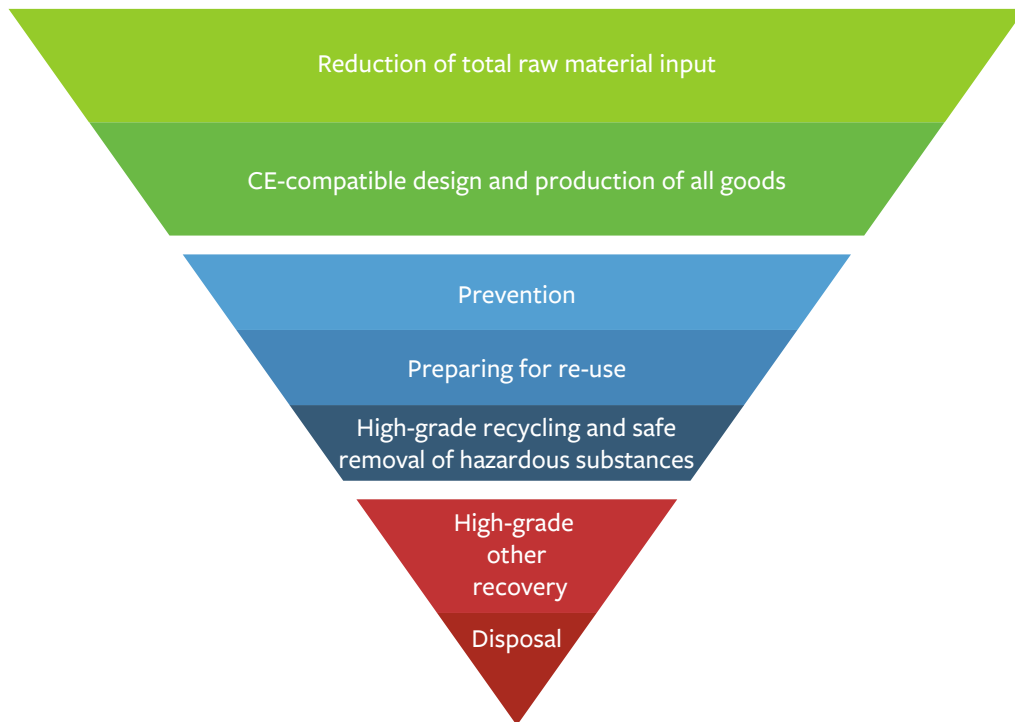 Reduction of total raw material input
CE-compatible design and production of all goods
Prevention
Preparing for re-use
High-grade recycling and safe
removal of hazardous substances
High-grade
other
recovery
Disposal